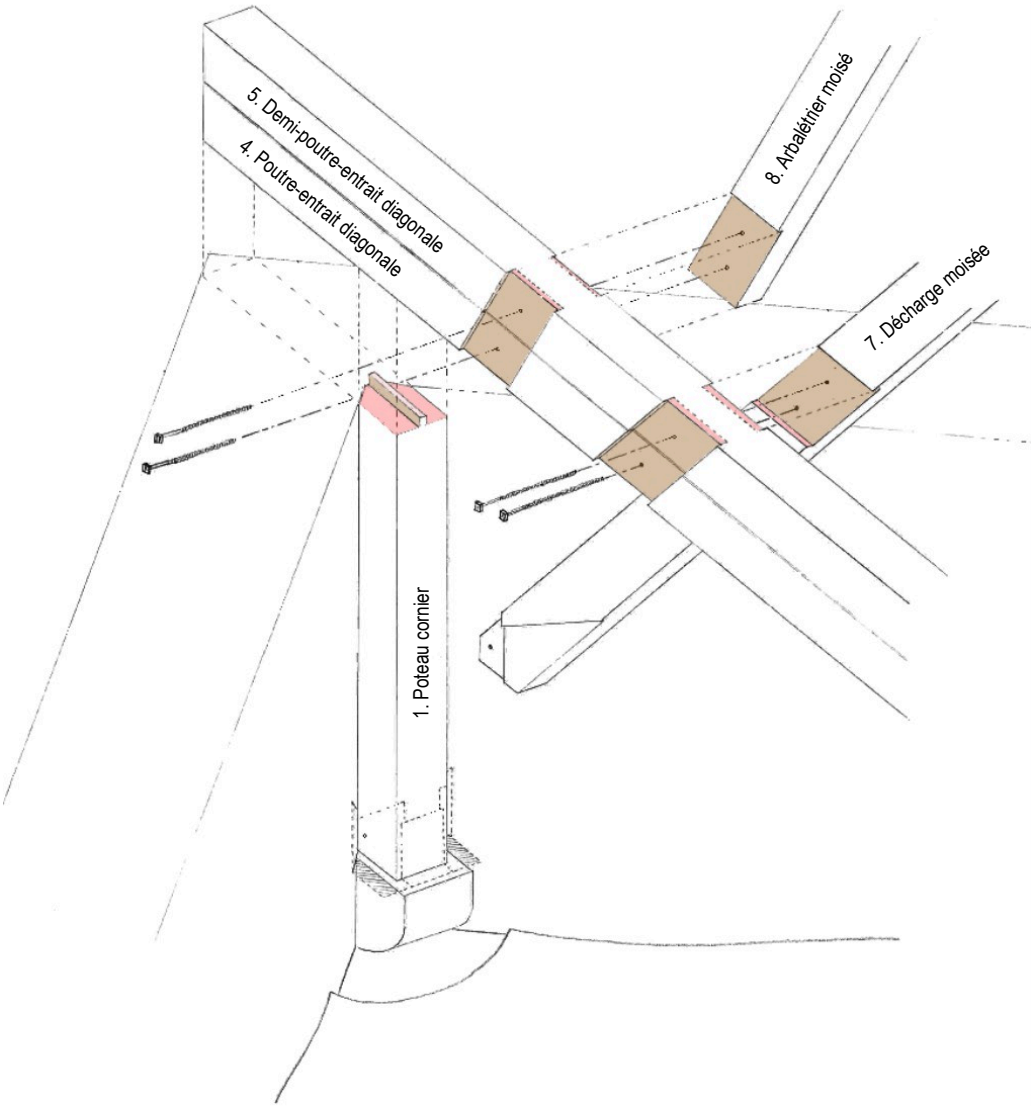 5. Demi-poutre-entrait diagonale
4. Poutre-entrait diagonale
8. Arbalétrier moisé
7. Décharge moisée
1. Poteau cornier